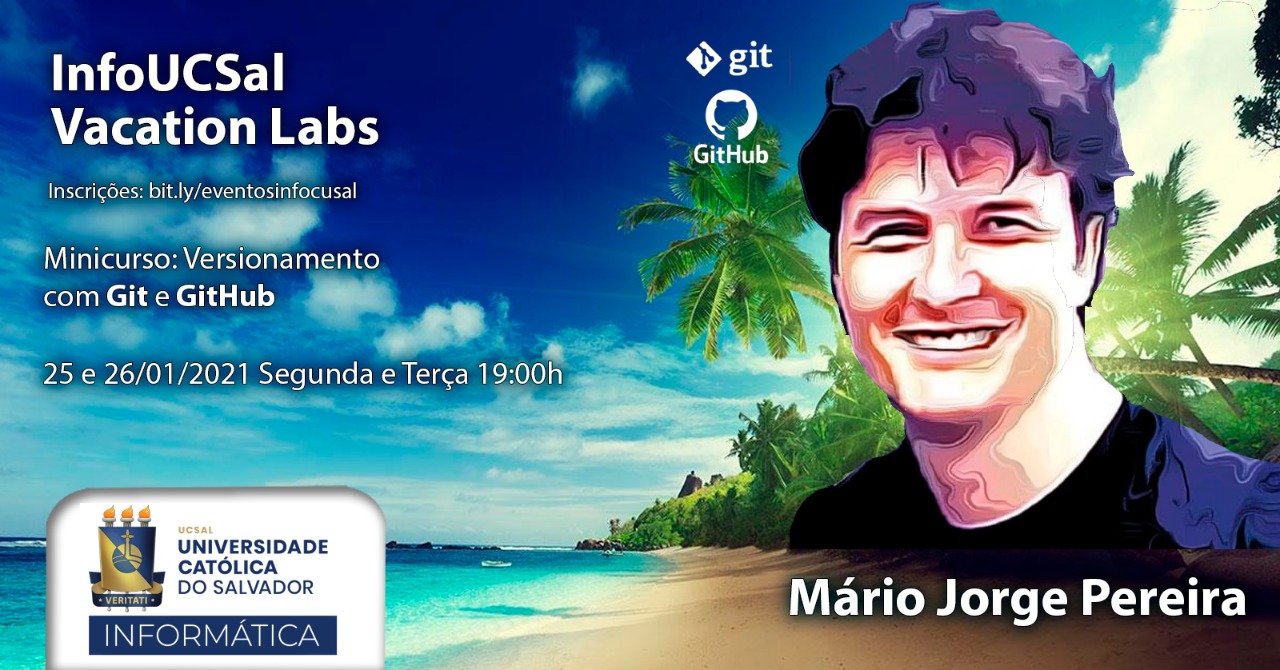 InfoUCSal
Vacation Labs
Inscrições: bit.ly/eventosinfocusal
Minicurso: Versionamento
com Git e GitHub
25 e 26/01/2021 Segunda e Terça 19:00h
git
GitHub
UCSAL
UNIVERSIDADE
CATÓLICA
DO SALVADOR
VERITATI
INFORMÁTICA
Mário Jorge Pereira